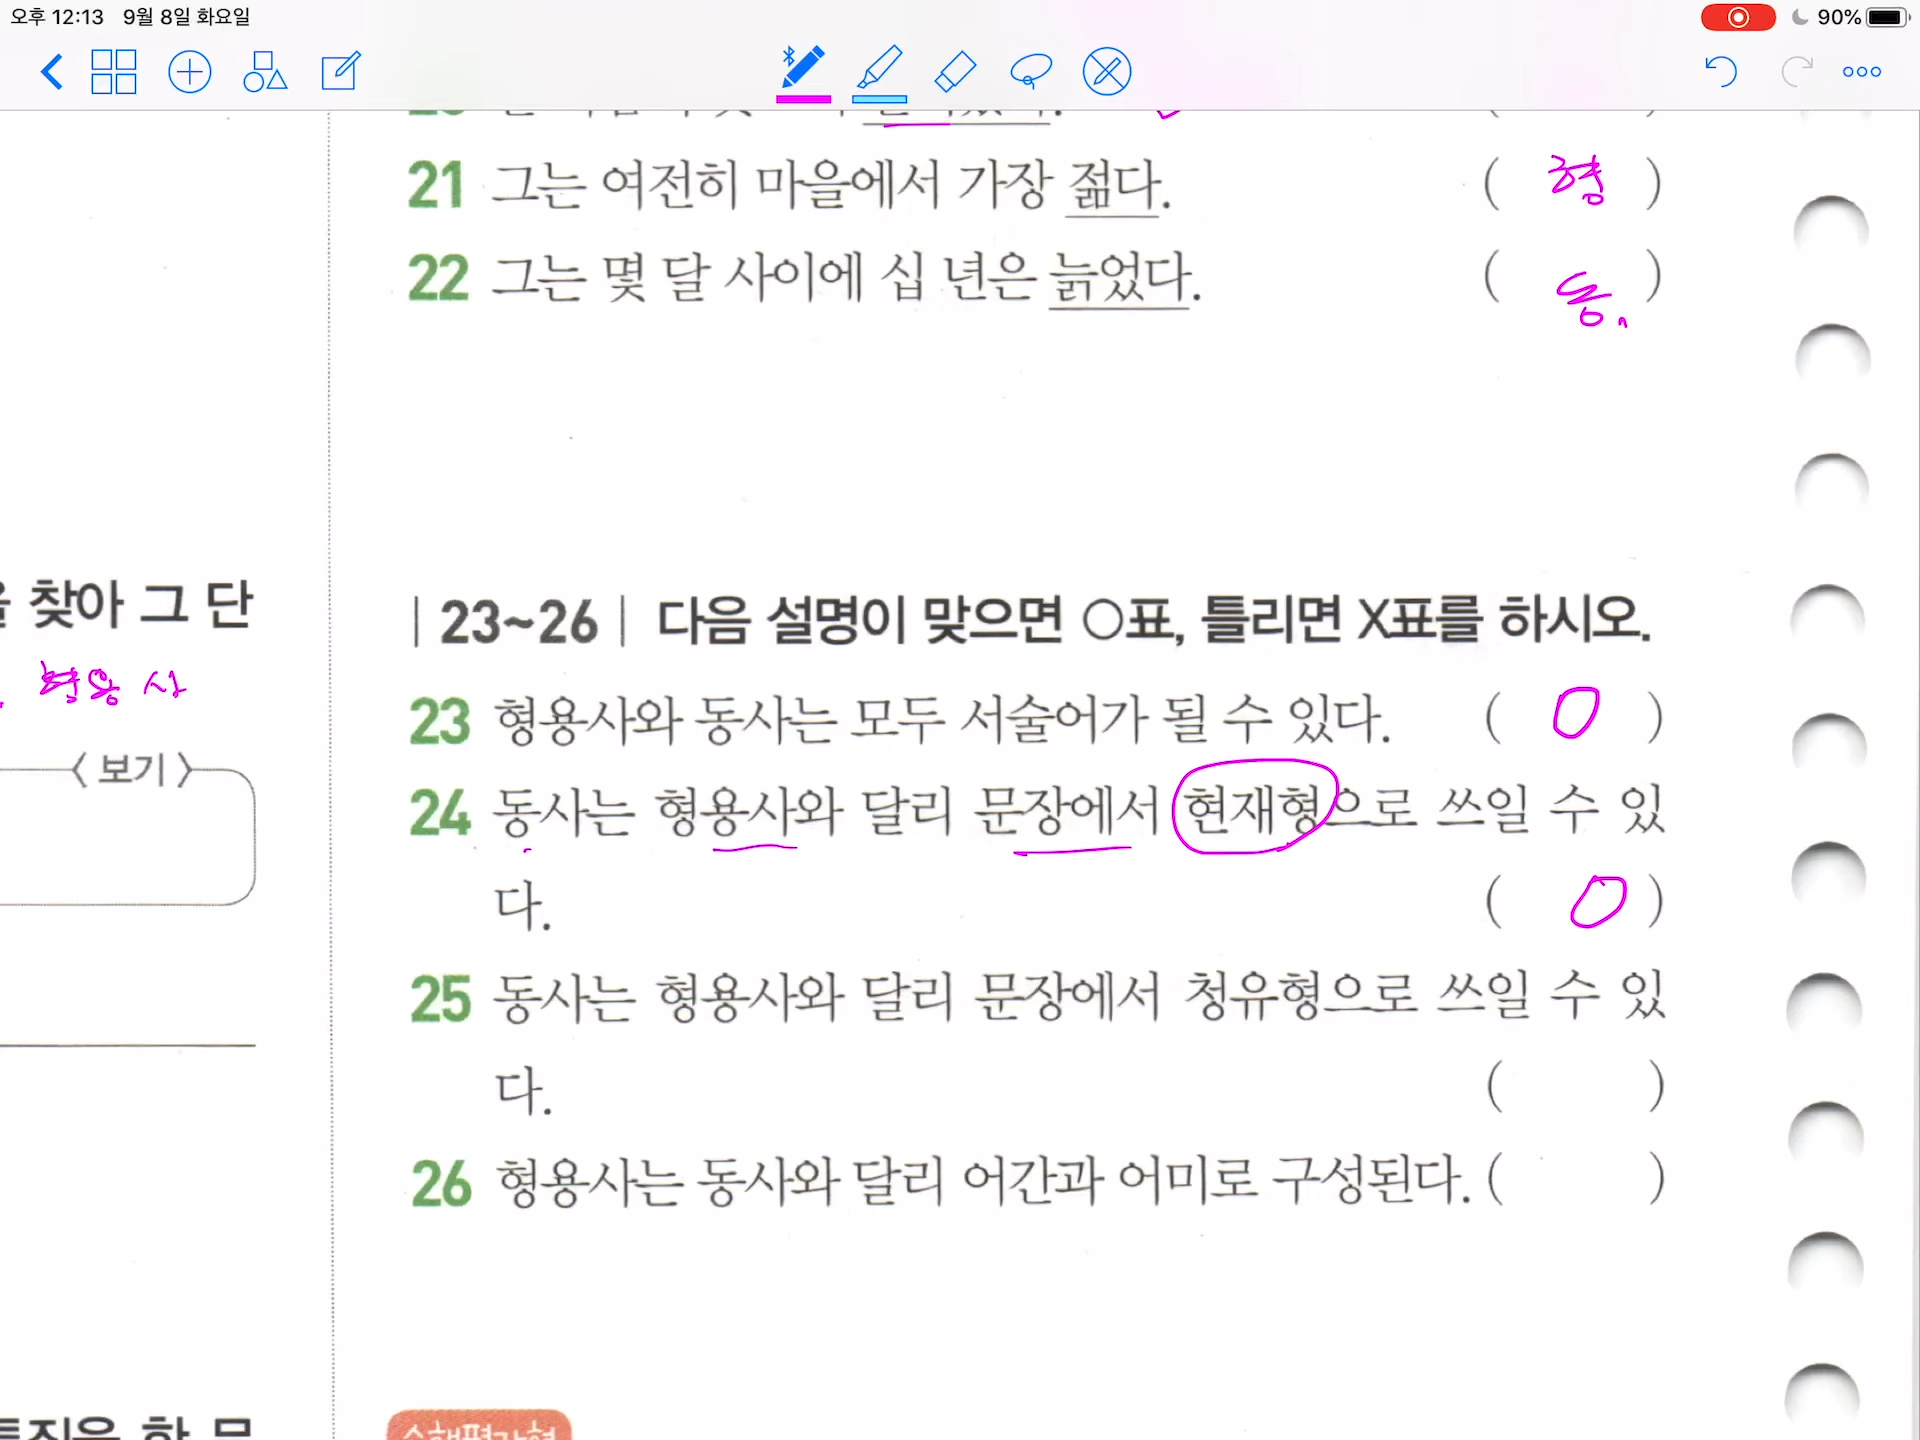 오후 12:13 9월 8일 화요일
90%
21 그는 여전히 마을에서 가장 젊다. ( 형 )
22 그는 몇 달 사이에 십 년은 늙었다. ( 동. )
찾아 그 단
형용사
<보기>
| 23~26 | 다음 설명이 맞으면 ○표, 틀리면 X표를 하시오.
23 형용사와 동사는 모두 서술어가 될 수 있다. ( O )
24 동사는 형용사와 달리 문장에서 현재형으로 쓰일 수 있
다. ( O )
25 동사는 형용사와 달리 문장에서 청유형으로 쓰일 수 있
다. ( )
26 형용사는 동사와 달리 어간과 어미로 구성된다. ( )